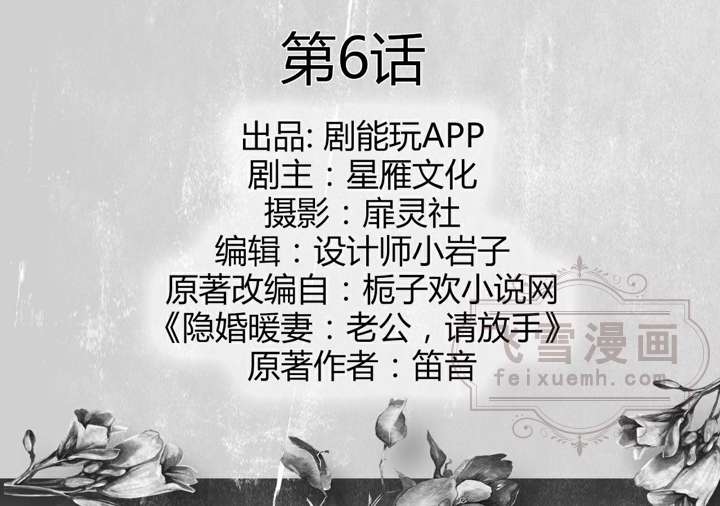 第6话
出品: 剧能玩APP
剧主：星雁文化
摄影：扉灵社
编辑：设计师小岩子
原著改编自：栀子欢小说网
《隐婚暖妻：老公，请放手》
原著作者：笛音
飞雪漫画
feixuemh.com